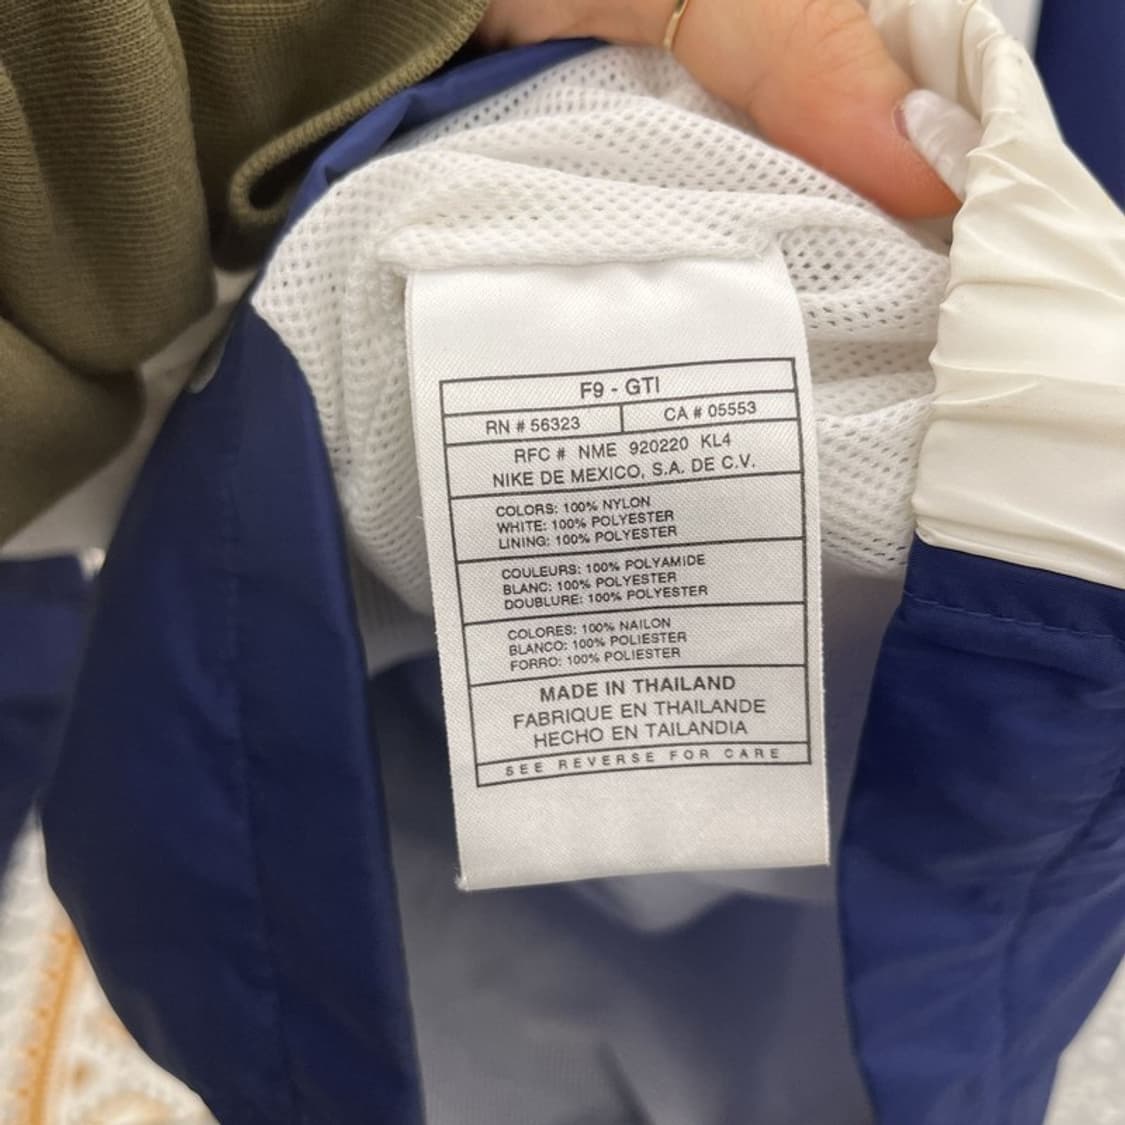 F9 - GTI
RN # 56323 CA # 05553
RFC # NME 920220 KL4
NIKE DE MEXICO, S.A. DE C.V.
COLORS: 100% NYLON
WHITE: 100% POLYESTER
LINING: 100% POLYESTER
COULEURS: 100% POLYAMIDE
BLANC: 100% POLYESTER
DOUBLURE: 100% POLYESTER
COLORES: 100% NAILON
BLANCO: 100% POLIESTER
FORRO: 100% POLIESTER
MADE IN THAILAND
FABRIQUE EN THAILANDE
HECHO EN TAILANDIA
SEE REVERSE FOR CARE